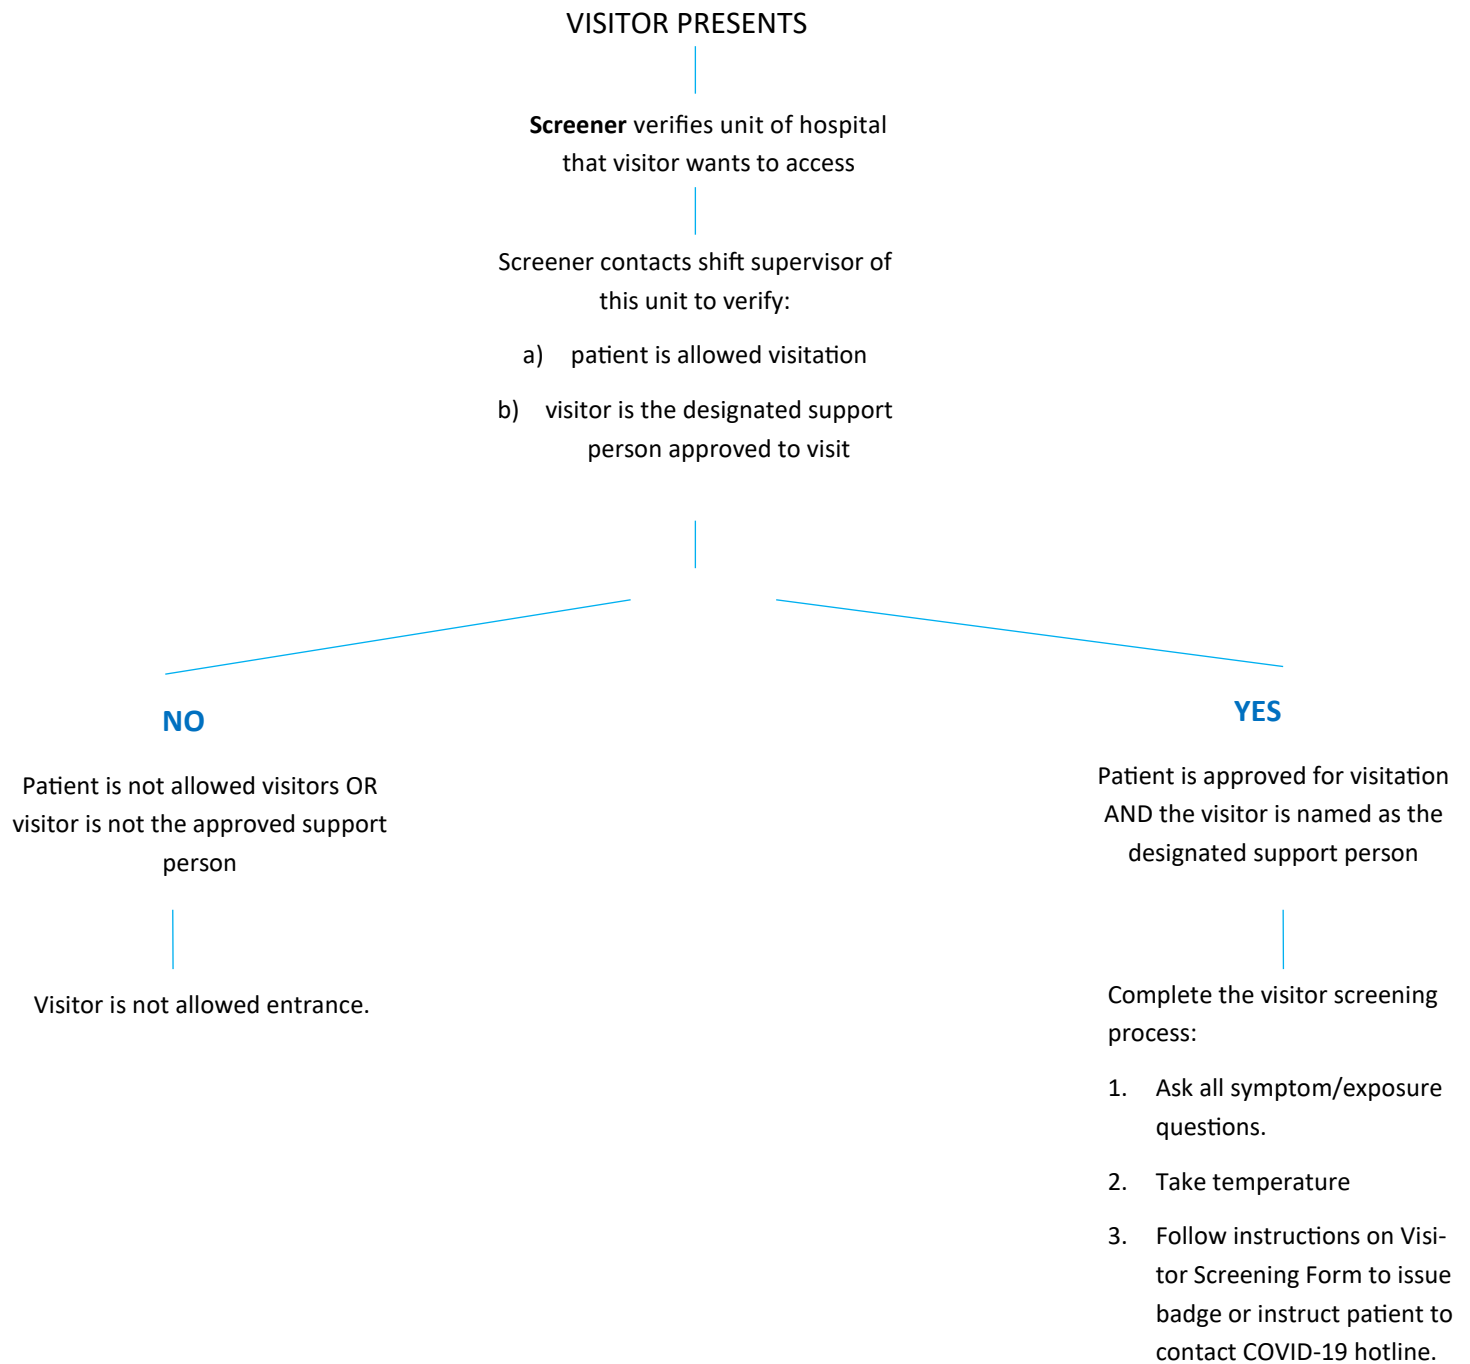 VISITOR PRESENTS
Screener verifies unit of hospital
that visitor wants to access
Screener contacts shift supervisor of
this unit to verify:
a) patient is allowed visitation
b) visitor is the designated support
person approved to visit
NO
Patient is not allowed visitors OR
visitor is not the approved support
person
Visitor is not allowed entrance.
YES
Patient is approved for visitation
AND the visitor is named as the
designated support person
Complete the visitor screening
process:
1. Ask all symptom/exposure
questions.
2. Take temperature
3. Follow instructions on Visi-
tor Screening Form to issue
badge or instruct patient to
contact COVID-19 hotline.